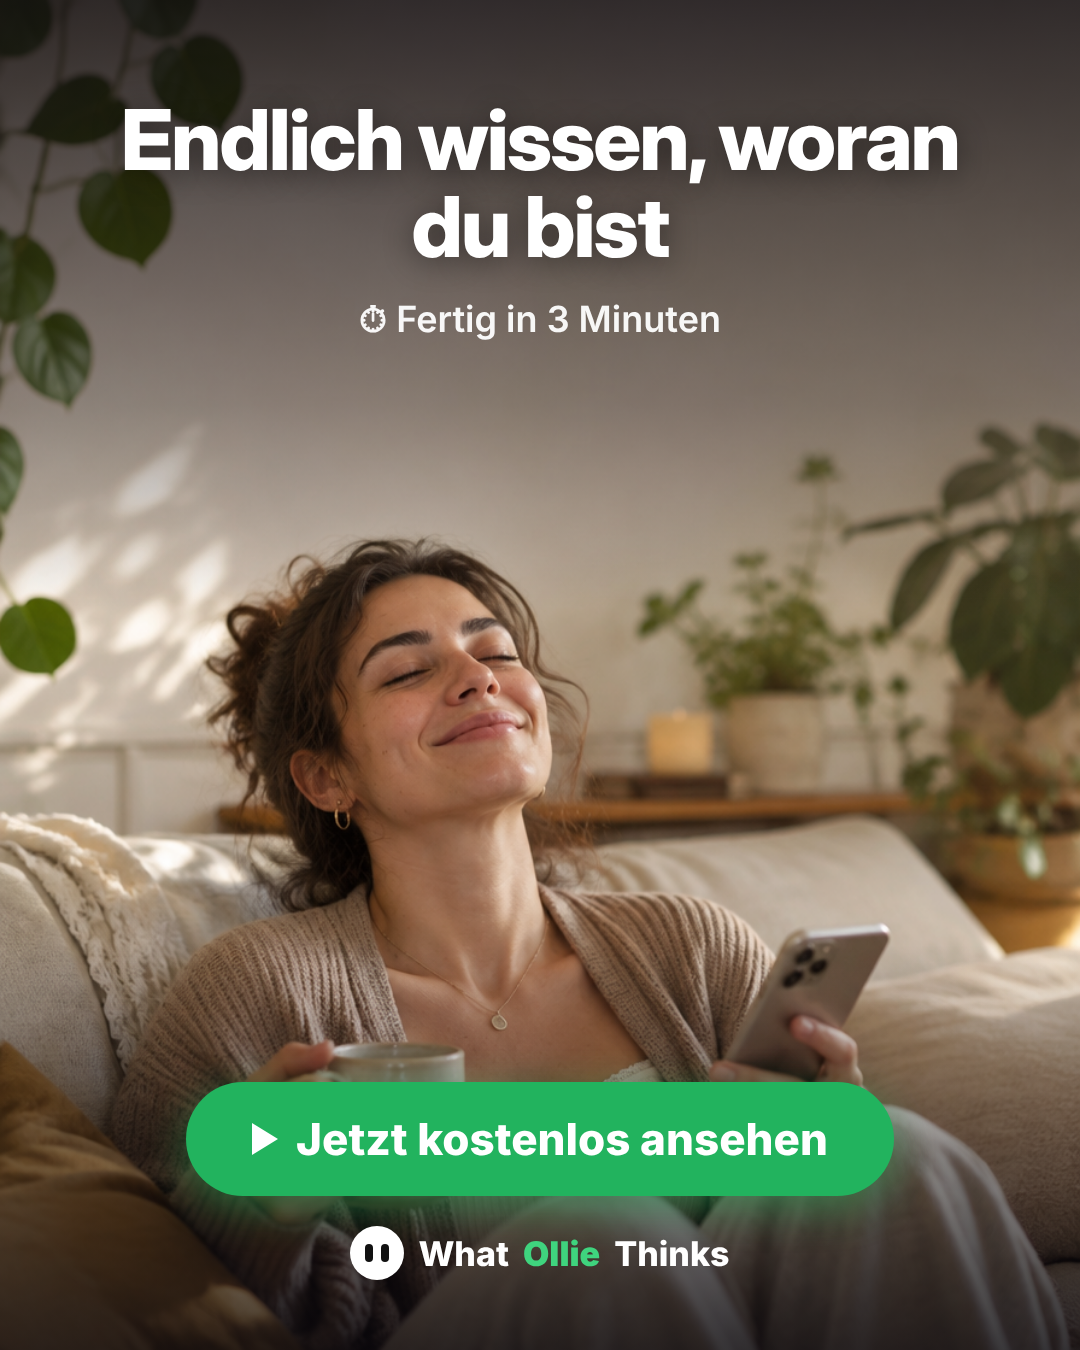 Endlich wissen, woran
du bist
⏱ Fertig in 3 Minuten
▶ Jetzt kostenlos ansehen
What Ollie Thinks